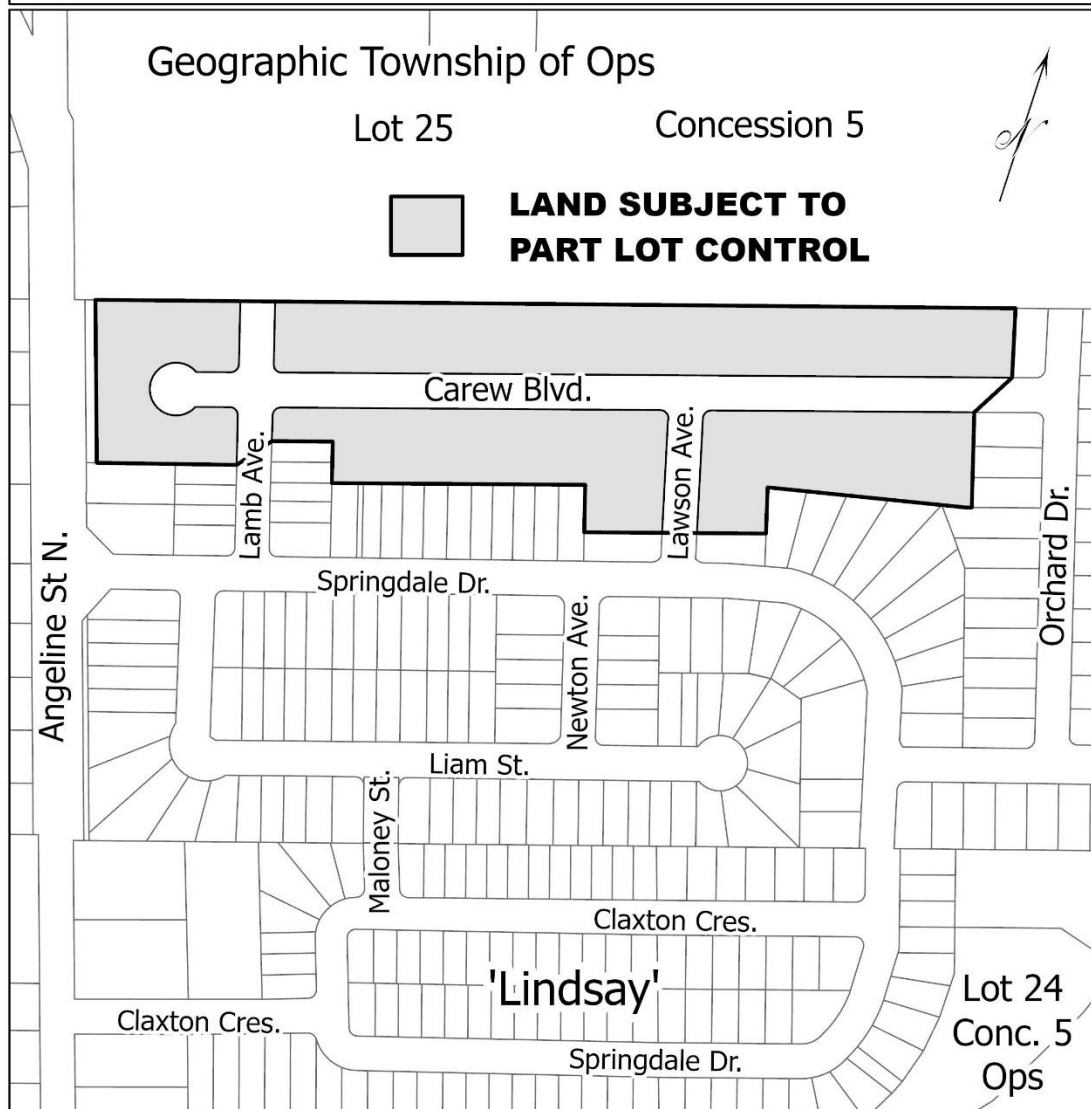 Geographic Township of Ops
Lot 25
Concession 5
N
LAND SUBJECT TO
PART LOT CONTROL
Carew Blvd.
Lamb Ave.
Lawson Ave.
Angeline St N.
Springdale Dr.
Newton Ave.
Orchard Dr.
Liam St.
Maloney St.
Claxton Cres.
'Lindsay'
Lot 24
Conc. 5
Ops
Claxton Cres.
Springdale Dr.